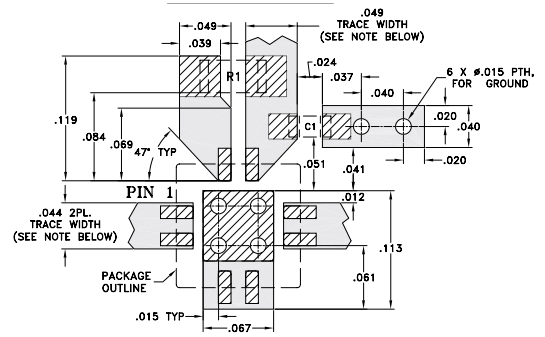 .049
TRACE WIDTH
(SEE NOTE BELOW)
.049
.039
.024
.037
6 X Ø.015 PTH,
FOR GROUND
R1
.040
.119
.084
.069
C1
.020
.040
47° TYP
.051
.041
.020
PIN 1
.012
.044 2PL.
TRACE WIDTH
(SEE NOTE BELOW)
.113
PACKAGE
OUTLINE
.061
.015 TYP
.067